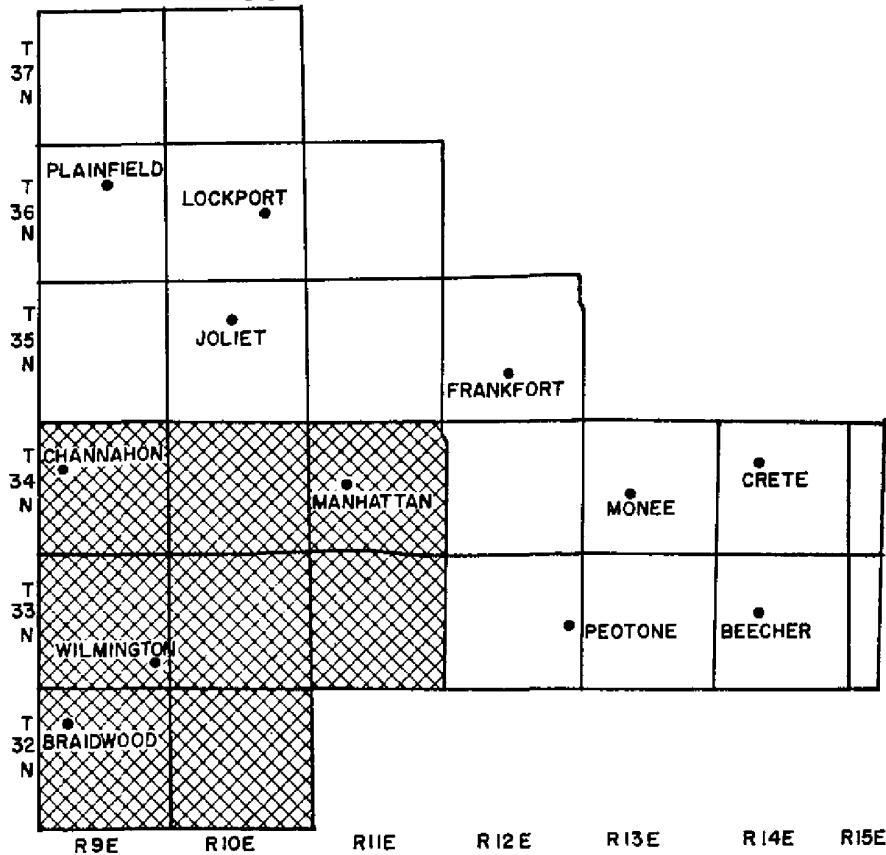 T
37
N
PLAINFIELD
T
36
N
LOCKPORT
T
35
N
JOLIET
FRANKFORT
T
34
N
CHANNAHON
MANHATTAN
MONEE
CRETE
T
33
N
WILMINGTON
PEOTONE
BEECHER
T
32
N
BRAIDWOOD
R9E
R10E
R11E
R12E
R13E
R14E
R15E